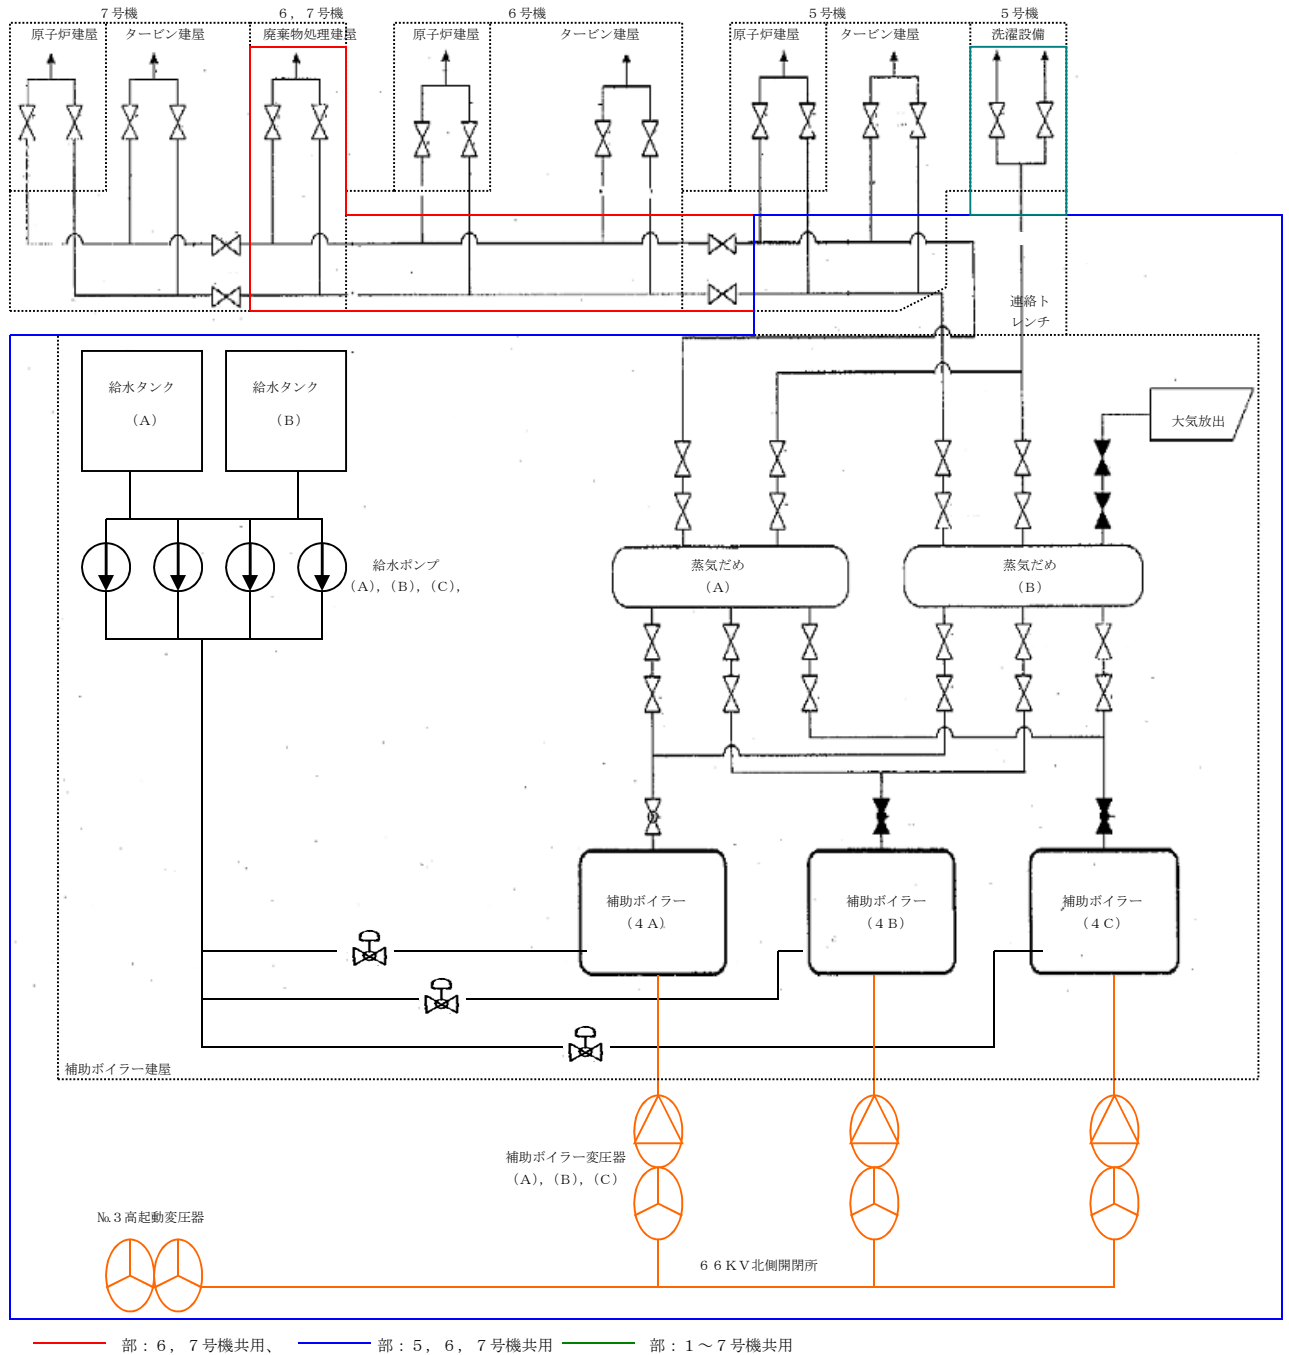 ７号機
６，７号機
６号機
５号機
５号機
原子炉建屋
タービン建屋
廃棄物処理建屋
原子炉建屋
タービン建屋
原子炉建屋
タービン建屋
洗濯設備
連絡ト
レンチ
給水タンク
（A）
給水タンク
（B）
大気放出
給水ポンプ
（A），（B），（C），
蒸気だめ
（A）
蒸気だめ
（B）
補助ボイラー
（４A）
補助ボイラー
（４B）
補助ボイラー
（４C）
補助ボイラー建屋
補助ボイラー変圧器
（A），（B），（C）
№３高起動変圧器
６６KV北側開閉所
部：６，７号機共用、
部：５，６，７号機共用
部：１～７号機共用